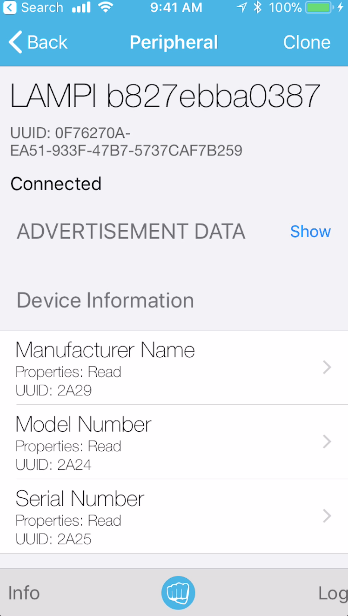 Search 9:41 AM 100%
Back Peripheral Clone
LAMPI b827ebba0387
UUID: 0F76270A-
EA51-933F-47B7-5737CAF7B259
Connected
ADVERTISEMENT DATA Show
Device Information
Manufacturer Name
Properties: Read
UUID: 2A29
Model Number
Properties: Read
UUID: 2A24
Serial Number
Properties: Read
UUID: 2A25
Info Log